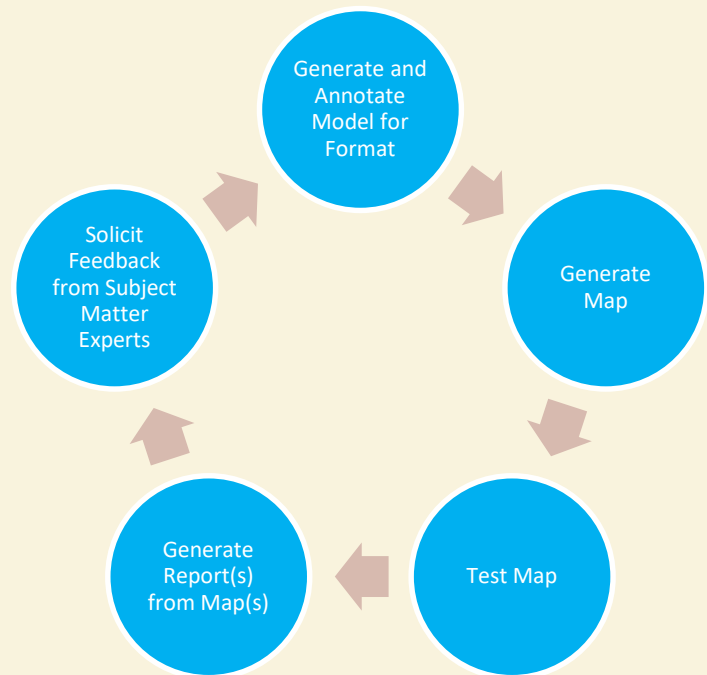 Generate and
Annotate
Model for
Format
Generate
Map
Test Map
Generate
Report(s)
from Map(s)
Solicit
Feedback
from Subject
Matter
Experts